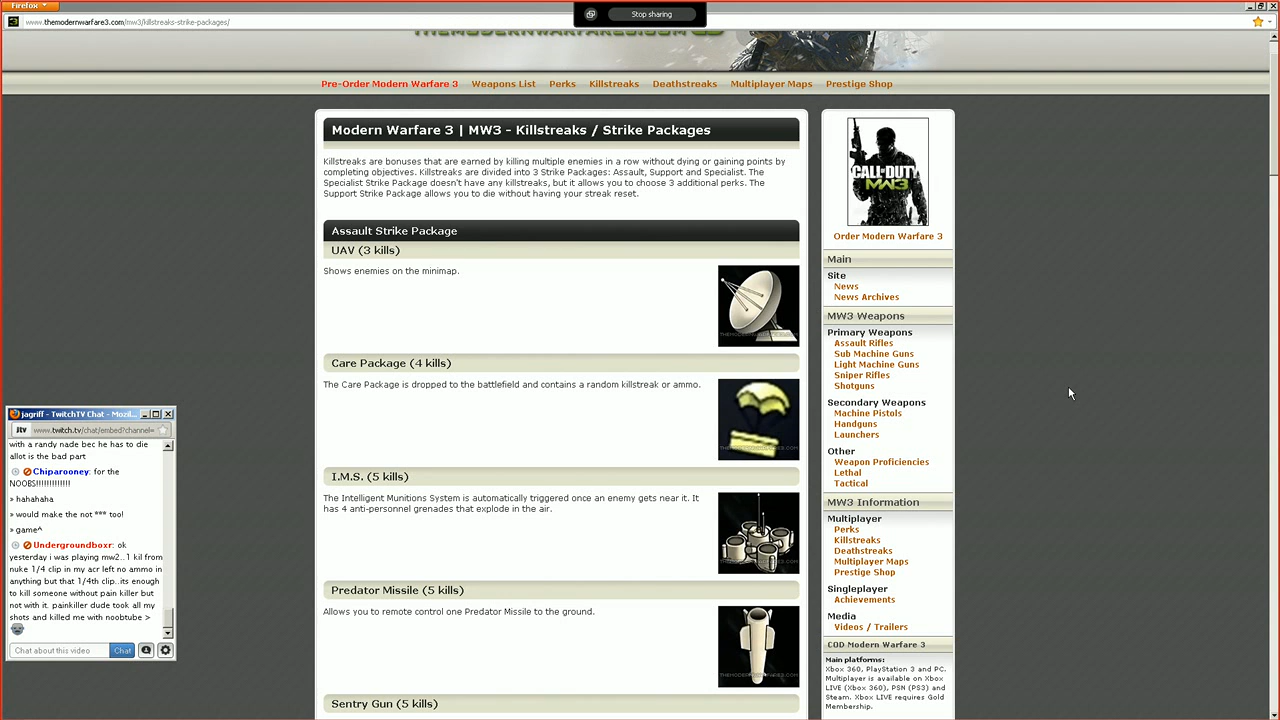 Firefox
Stop sharing
www.themodernwarfare3.com/mw3/killstreaks-strike-packages/
Pre-Order Modern Warfare 3
Weapons List
Perks
Killstreaks
Deathstreaks
Multiplayer Maps
Prestige Shop
Modern Warfare 3 | MW3 - Killstreaks / Strike Packages
Killstreaks are bonuses that are earned by killing multiple enemies in a row without dying or gaining points by
completing objectives. Killstreaks are divided into 3 Strike Packages: Assault, Support and Specialist. The
Specialist Strike Package doesn't have any killstreaks, but it allows you to choose 3 additional perks. The
Support Strike Package allows you to die without having your streak reset.
Assault Strike Package
UAV (3 kills)
Shows enemies on the minimap.
Care Package (4 kills)
The Care Package is dropped to the battlefield and contains a random killstreak or ammo.
I.M.S. (5 kills)
The Intelligent Munitions System is automatically triggered once an enemy gets near it. It
has 4 anti-personnel grenades that explode in the air.
Predator Missile (5 kills)
Allows you to remote control one Predator Missile to the ground.
Sentry Gun (5 kills)
CALL·DUTY
MW3
Order Modern Warfare 3
Main
Site
News
News Archives
MW3 Weapons
Primary Weapons
Assault Rifles
Sub Machine Guns
Light Machine Guns
Sniper Rifles
Shotguns
Secondary Weapons
Machine Pistols
Handguns
Launchers
Other
Weapon Proficiencies
Lethal
Tactical
MW3 Information
Multiplayer
Perks
Killstreaks
Deathstreaks
Multiplayer Maps
Prestige Shop
Singleplayer
Achievements
Media
Videos / Trailers
COD Modern Warfare 3
Main platforms:
Xbox 360, PlayStation 3 and PC.
Multiplayer is available on Xbox
LIVE (Xbox 360), PSN (PS3) and
Steam. Xbox LIVE requires Gold
Membership.
jagriff - TwitchTV Chat - Mozil...
www.twitch.tv/chat/embed?channel=
with a randy nade bec he has to die
allot is the bad part
Chiparooney: for the
NOOBS!!!!!!!!!!!!!
» hahahaha
» would make the not *** tool
» game^
Undergroundboxr: ok
yesterday i was playing mw2..1 kil from
nuke 1/4 clip in my acr left no ammo in
anything but that 1/4th clip..its enough
to kill someone without pain killer but
not with it. painkiller dude took all my
shots and killed me with noobtube >
Chat about this video
Chat